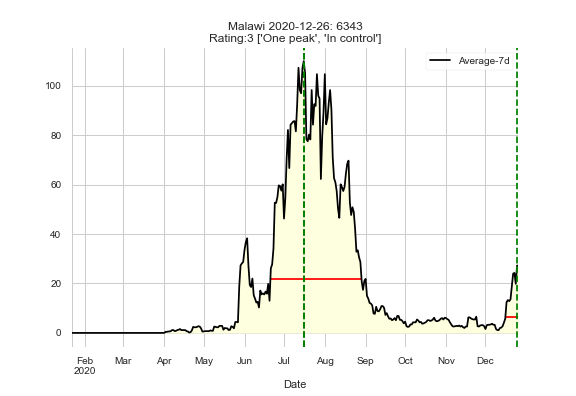 Malawi 2020-12-26: 6343
Rating:3 ['One peak', 'In control']
Average-7d
100
80
60
40
20
0
Feb Mar Apr May Jun Jul Aug Sep Oct Nov Dec
2020
Date